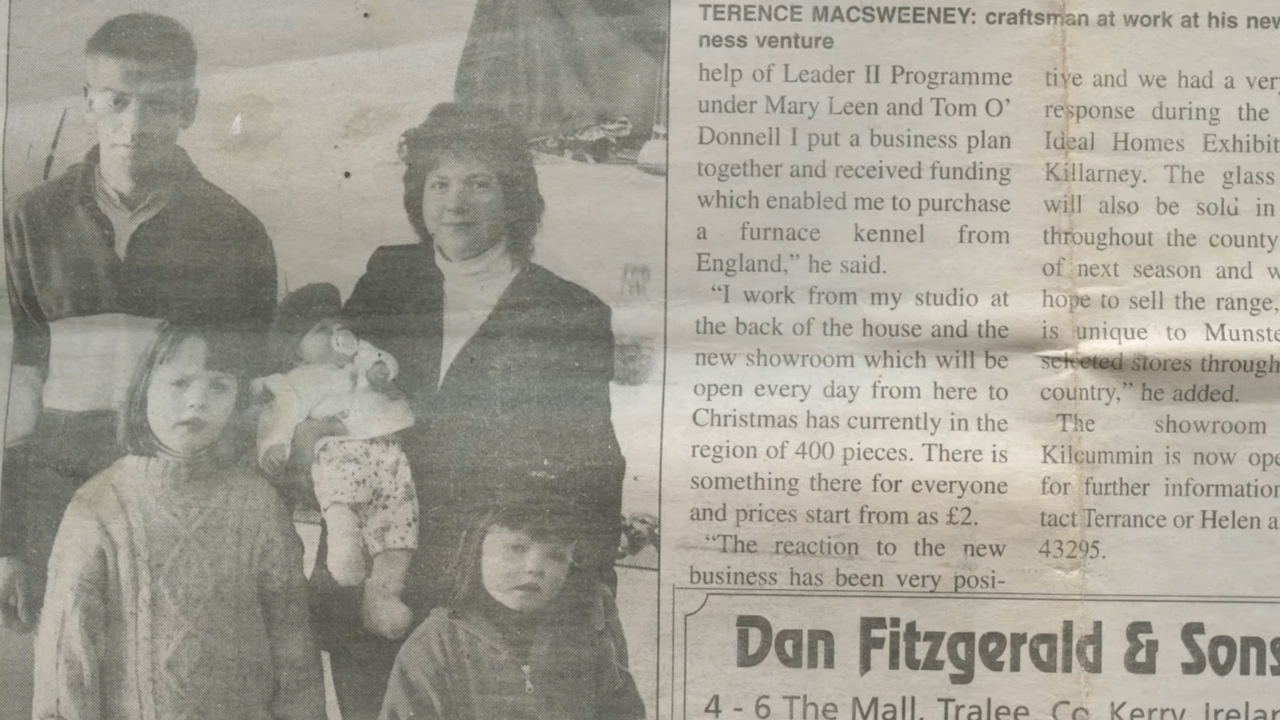 TERENCE MACSWEENEY: craftsman at work at his new
ness venture
help of Leader II Programme
under Mary Leen and Tom O'
Donnell I put a business plan
together and received funding
which enabled me to purchase
a furnace kennel from
England,” he said.
“I work from my studio at
the back of the house and the
new showroom which will be
open every day from here to
Christmas has currently in the
region of 400 pieces. There is
something there for everyone
and prices start from as £2.
“The reaction to the new
business has been very posi-
tive and we had a very
response during the
Ideal Homes Exhibit
Killarney. The glass
will also be sold in
throughout the county
of next season and w
hope to sell the range,
is unique to Munste
selected stores through
country,” he added.
The showroom
Kilcummin is now ope
for further information
tact Terrance or Helen a
43295.
Dan Fitzgerald & Sons
4 - 6 The Mall, Tralee, Co. Kerry, Irelan